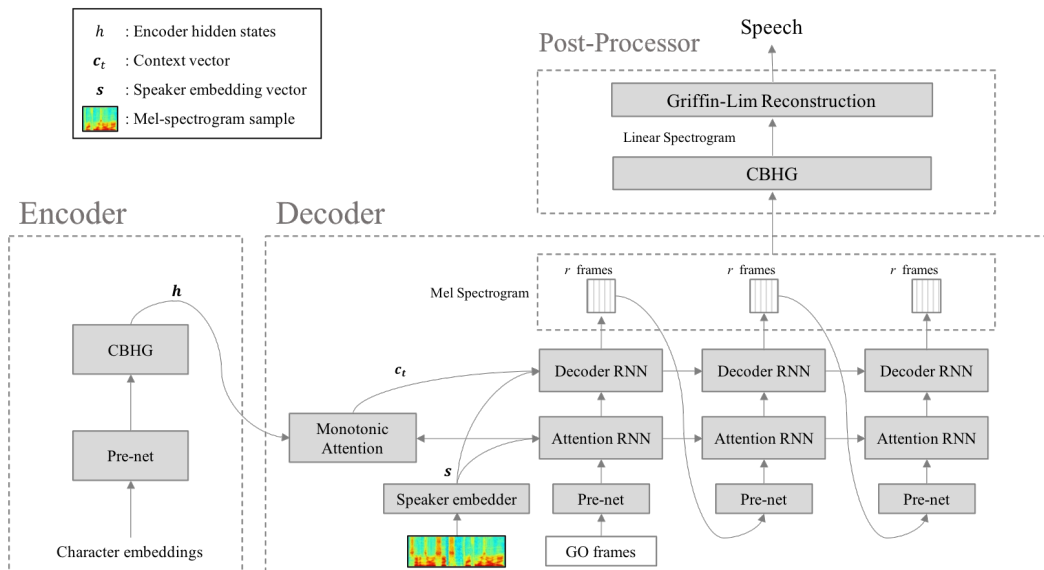 h : Encoder hidden states
c_t : Context vector
s : Speaker embedding vector
: Mel-spectrogram sample
Post-Processor
Speech
Griffin-Lim Reconstruction
Linear Spectrogram
CBHG
Encoder
h
CBHG
Pre-net
Character embeddings
Decoder
r frames
r frames
r frames
Mel Spectrogram
Decoder RNN
Decoder RNN
Decoder RNN
c_t
Monotonic
Attention
Attention RNN
Attention RNN
Attention RNN
s
Speaker embedder
Pre-net
Pre-net
Pre-net
GO frames